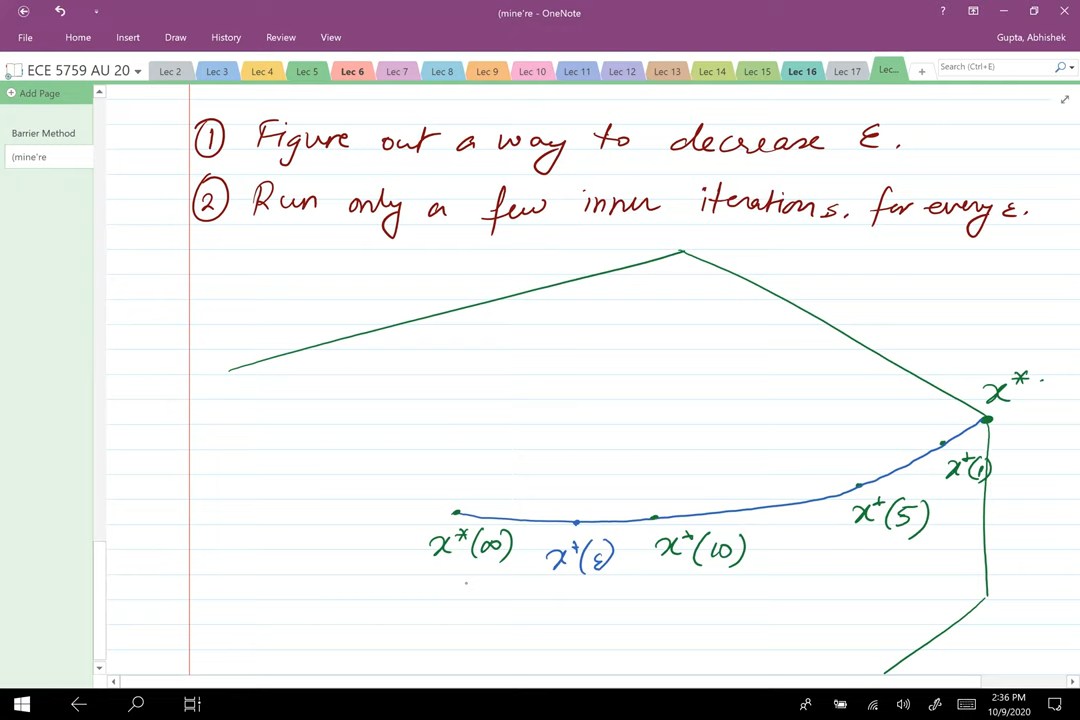 (mine're - OneNote
?
File Home Insert Draw History Review View
Gupta, Abhishek
ECE 5759 AU 20 Lec 2 Lec 3 Lec 4 Lec 5 Lec 6 Lec 7 Lec 8 Lec 9 Lec 10 Lec 11 Lec 12 Lec 13 Lec 14 Lec 15 Lec 16 Lec 17 Lec... + Search (Ctrl+E)
Add Page
Barrier Method
(mine're
① Figure out a way to decrease ε.
② Run only a few inner iterations. for every ε.
x*
x*(1)
x*(5)
x*(∞) x*(ε) x*(10)
2:36 PM
10/9/2020